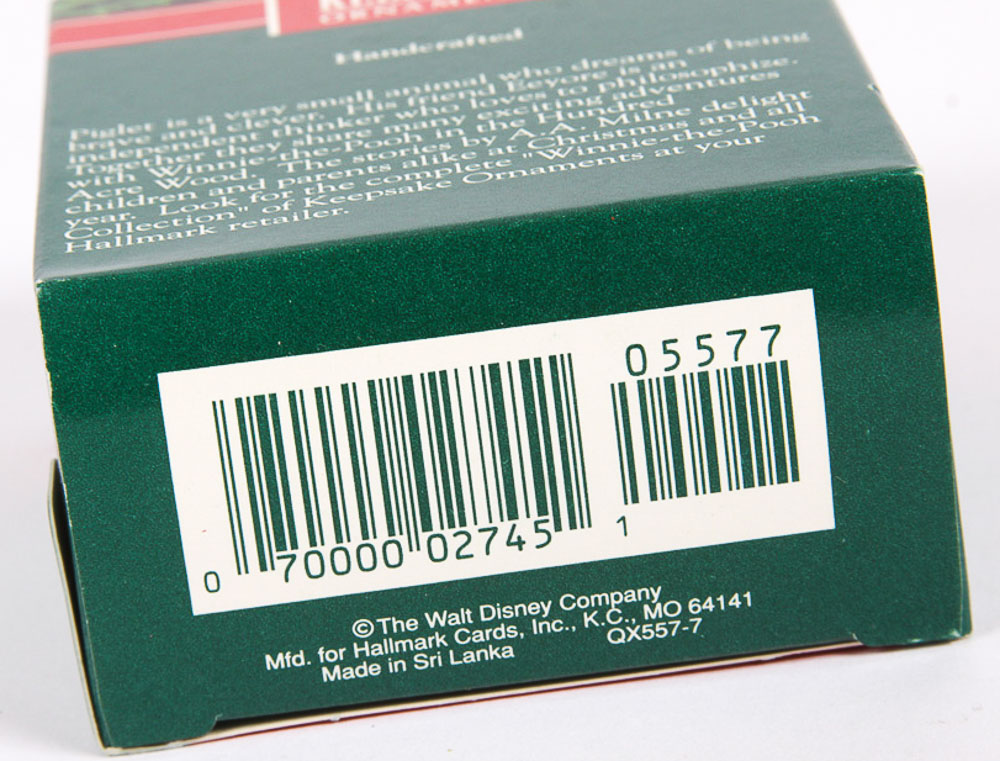 ORNAMEN
Handcrafted
Piglet is a very small animal who dreams of being
brave and clever. His friend Eeyore is an
independent thinker who loves to philosophize.
Together they share many exciting adventures
with Winnie-the-Pooh in the Hundred
Acre Wood. The stories by A.A. Milne delight
children and parents alike at Christmas and all
year. Look for the complete "Winnie-the-Pooh
Collection" of Keepsake Ornaments at your
Hallmark retailer.
05577
0 70000 02745 1
©The Walt Disney Company
Mfd. for Hallmark Cards, Inc., K.C., MO 64141
Made in Sri Lanka QX557-7